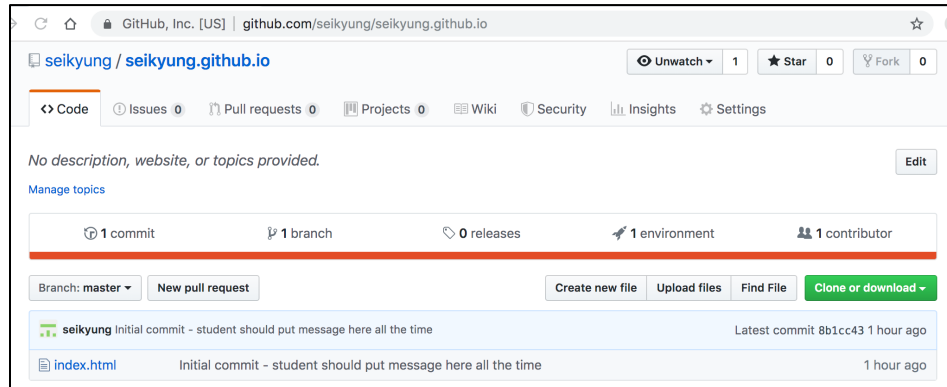 GitHub, Inc. [US] | github.com/seikyung/seikyung.github.io
seikyung / seikyung.github.io
Unwatch 1 Star 0 Fork 0
Code Issues 0 Pull requests 0 Projects 0 Wiki Security Insights Settings
No description, website, or topics provided. Edit
Manage topics
1 commit 1 branch 0 releases 1 environment 1 contributor
Branch: master New pull request Create new file Upload files Find File Clone or download
seikyung Initial commit - student should put message here all the time Latest commit 8b1cc43 1 hour ago
index.html Initial commit - student should put message here all the time 1 hour ago